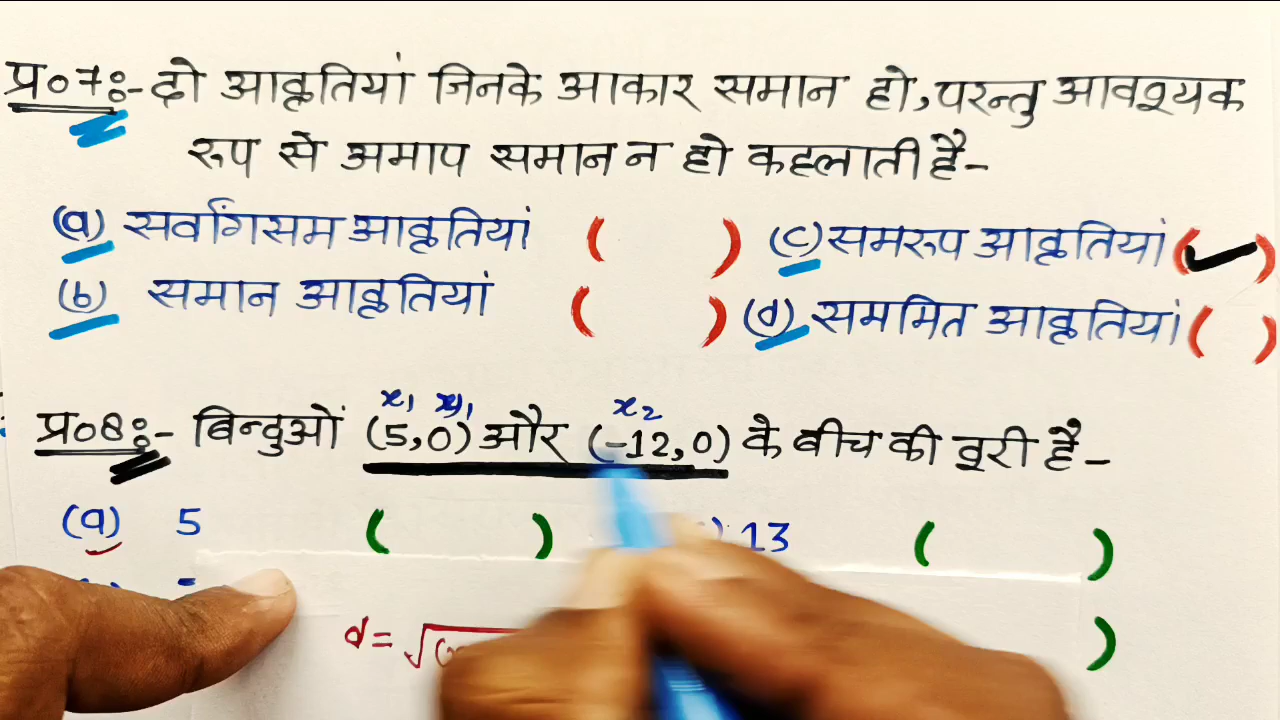 प्र०7ः- दो आकृतियां जिनके आकार समान हो, परन्तु आवश्यक
रुप से अमाप समान न हो कहलाती है-
(a) सर्वांगसम आकृतियां ( ) (c) समरुप आकृतियां (✓)
(b) समान आकृतियां ( ) (d) सममित आकृतियां ( )
x₁ y₁ x₂
प्र०8ः- बिन्दुओं (5,0) और (-12,0) के बीच की दूरी है-
(a) 5 ( ) 13 ( )
d = √( )